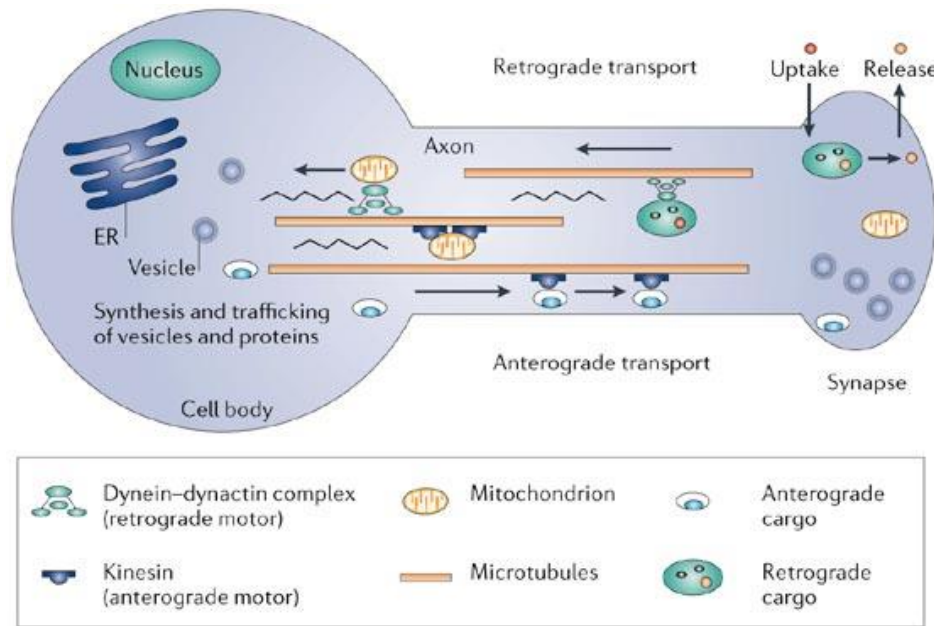 Nucleus
Retrograde transport
Uptake
Release
Axon
ER
Vesicle
Synthesis and trafficking
of vesicles and proteins
Anterograde transport
Synapse
Cell body
Dynein–dynactin complex
(retrograde motor)
Mitochondrion
Anterograde
cargo
Kinesin
(anterograde motor)
Microtubules
Retrograde
cargo